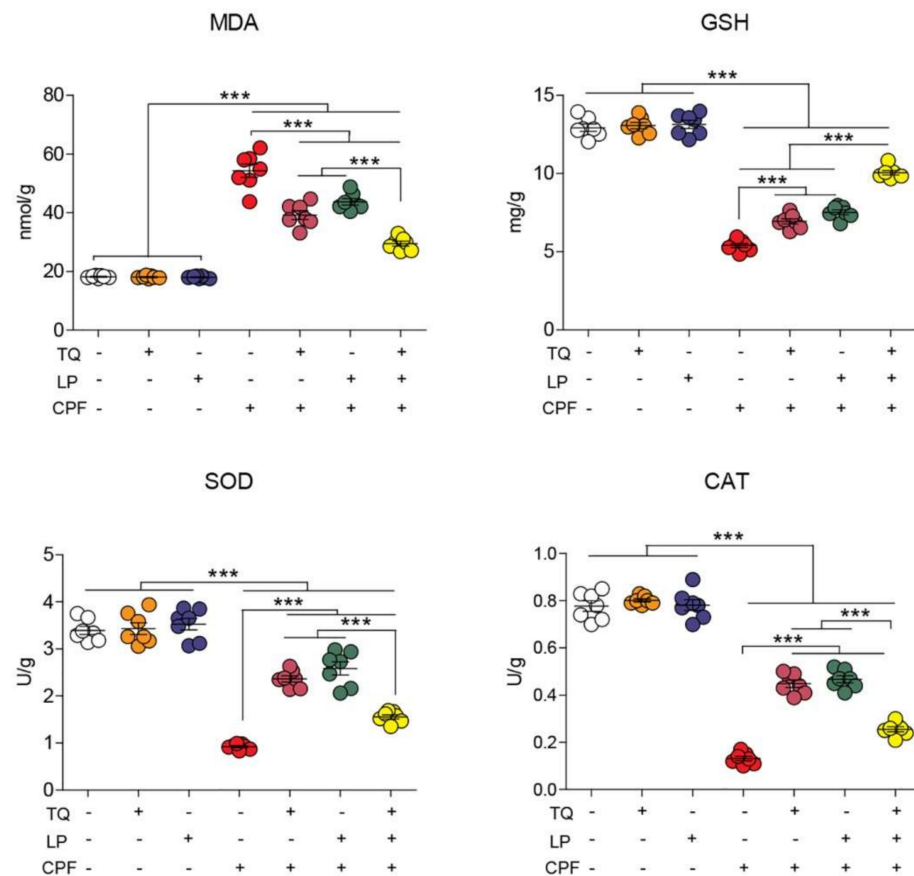 MDA
80
60
40
20
0
nmol/g
***
***
***
TQ - + - - + - +
LP - - + - - + +
CPF - - - + + + +
GSH
15
10
5
0
mg/g
***
***
***
TQ - + - - + - +
LP - - + - - + +
CPF - - - + + + +
SOD
5
4
3
2
1
0
U/g
***
***
***
TQ - + - - + - +
LP - - + - - + +
CPF - - - + + + +
CAT
1.0
0.8
0.6
0.4
0.2
0.0
U/g
***
***
***
TQ - + - - + - +
LP - - + - - + +
CPF - - - + + + +